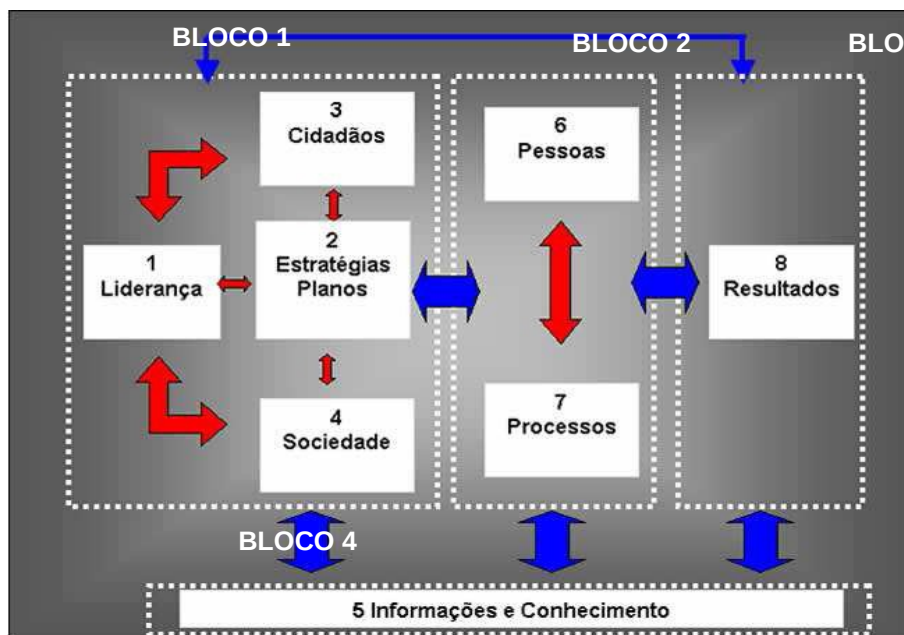 BLOCO 1
BLOCO 2
BLO
3
Cidadãos
6
Pessoas
1
Liderança
2
Estratégias
Planos
8
Resultados
4
Sociedade
7
Processos
BLOCO 4
5 Informações e Conhecimento